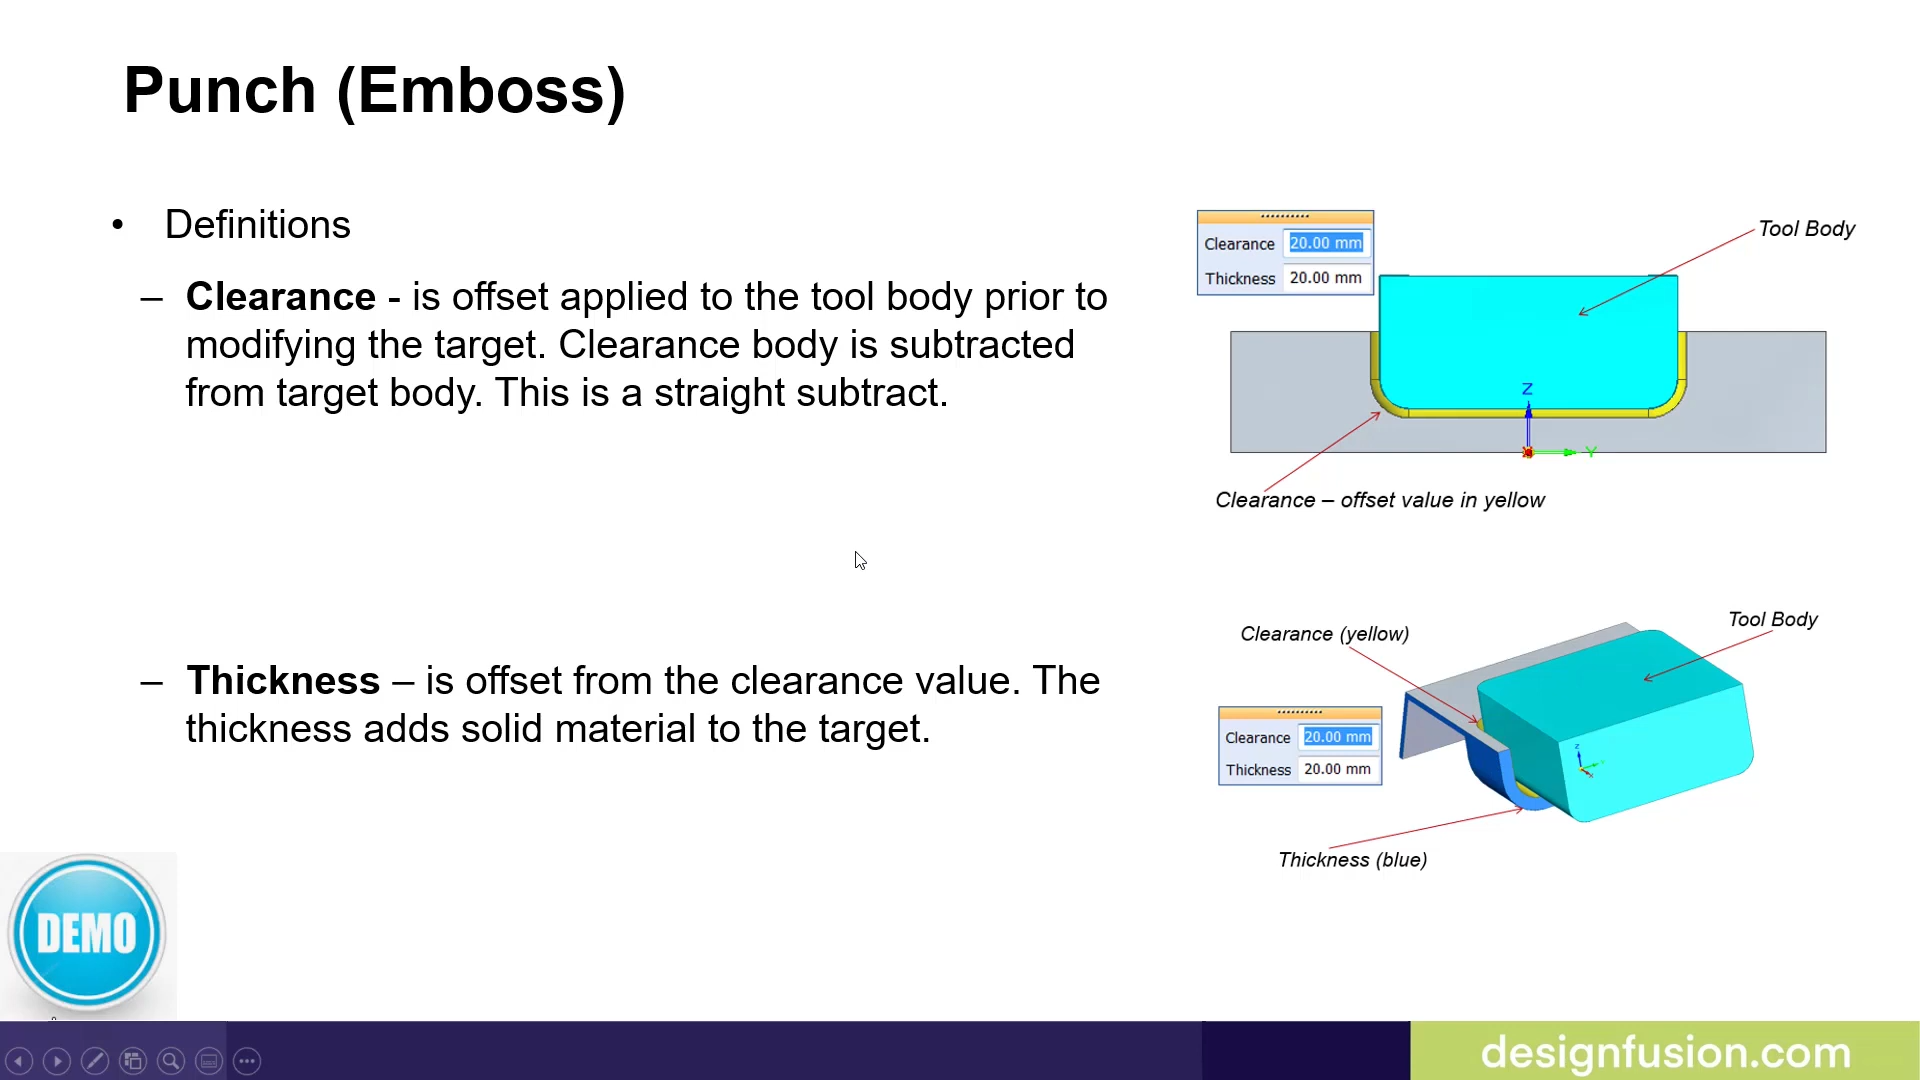 Punch (Emboss)
• Definitions
– Clearance - is offset applied to the tool body prior to
modifying the target. Clearance body is subtracted
from target body. This is a straight subtract.
Clearance 20.00 mm
Thickness 20.00 mm
Tool Body
Z
Y
Clearance – offset value in yellow
– Thickness – is offset from the clearance value. The
thickness adds solid material to the target.
Clearance (yellow)
Tool Body
Clearance 20.00 mm
Thickness 20.00 mm
Z
Thickness (blue)
DEMO
designfusion.com